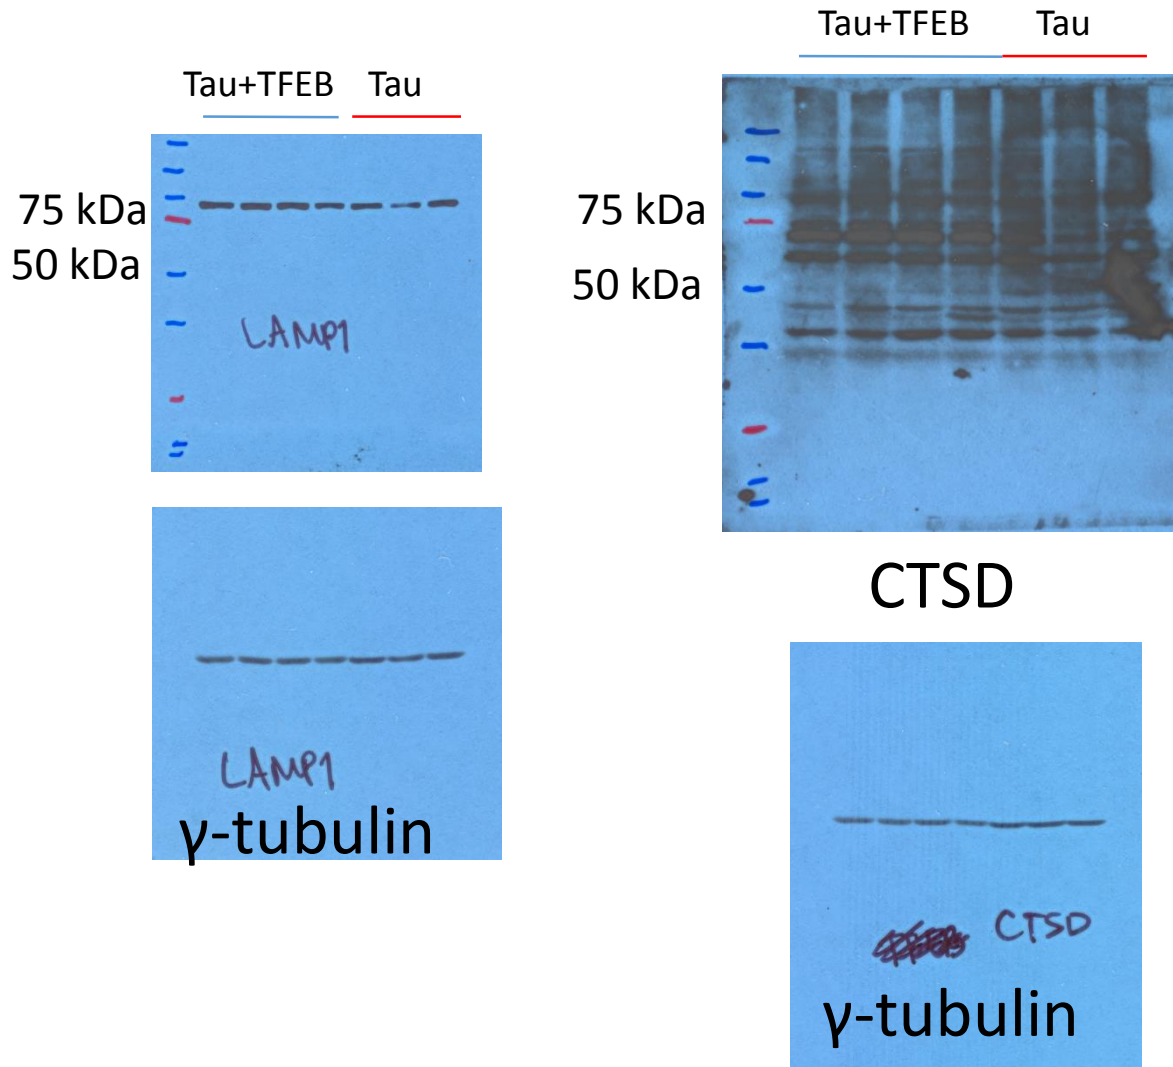 Tau+TFEB Tau
75 kDa
50 kDa
LAMP1
LAMP1
γ-tubulin
Tau+TFEB Tau
75 kDa
50 kDa
CTSD
CTSD
γ-tubulin